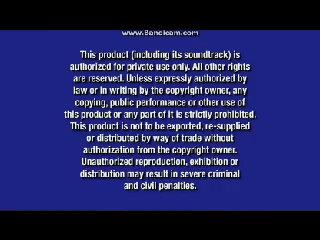 www.Bandicam.com
This product (including its soundtrack) is
authorized for private use only. All other rights
are reserved. Unless expressly authorized by
law or in writing by the copyright owner, any
copying, public performance or other use of
this product or any part of it is strictly prohibited.
This product is not to be exported, re-supplied
or distributed by way of trade without
authorization from the copyright owner.
Unauthorized reproduction, exhibition or
distribution may result in severe criminal
and civil penalties.